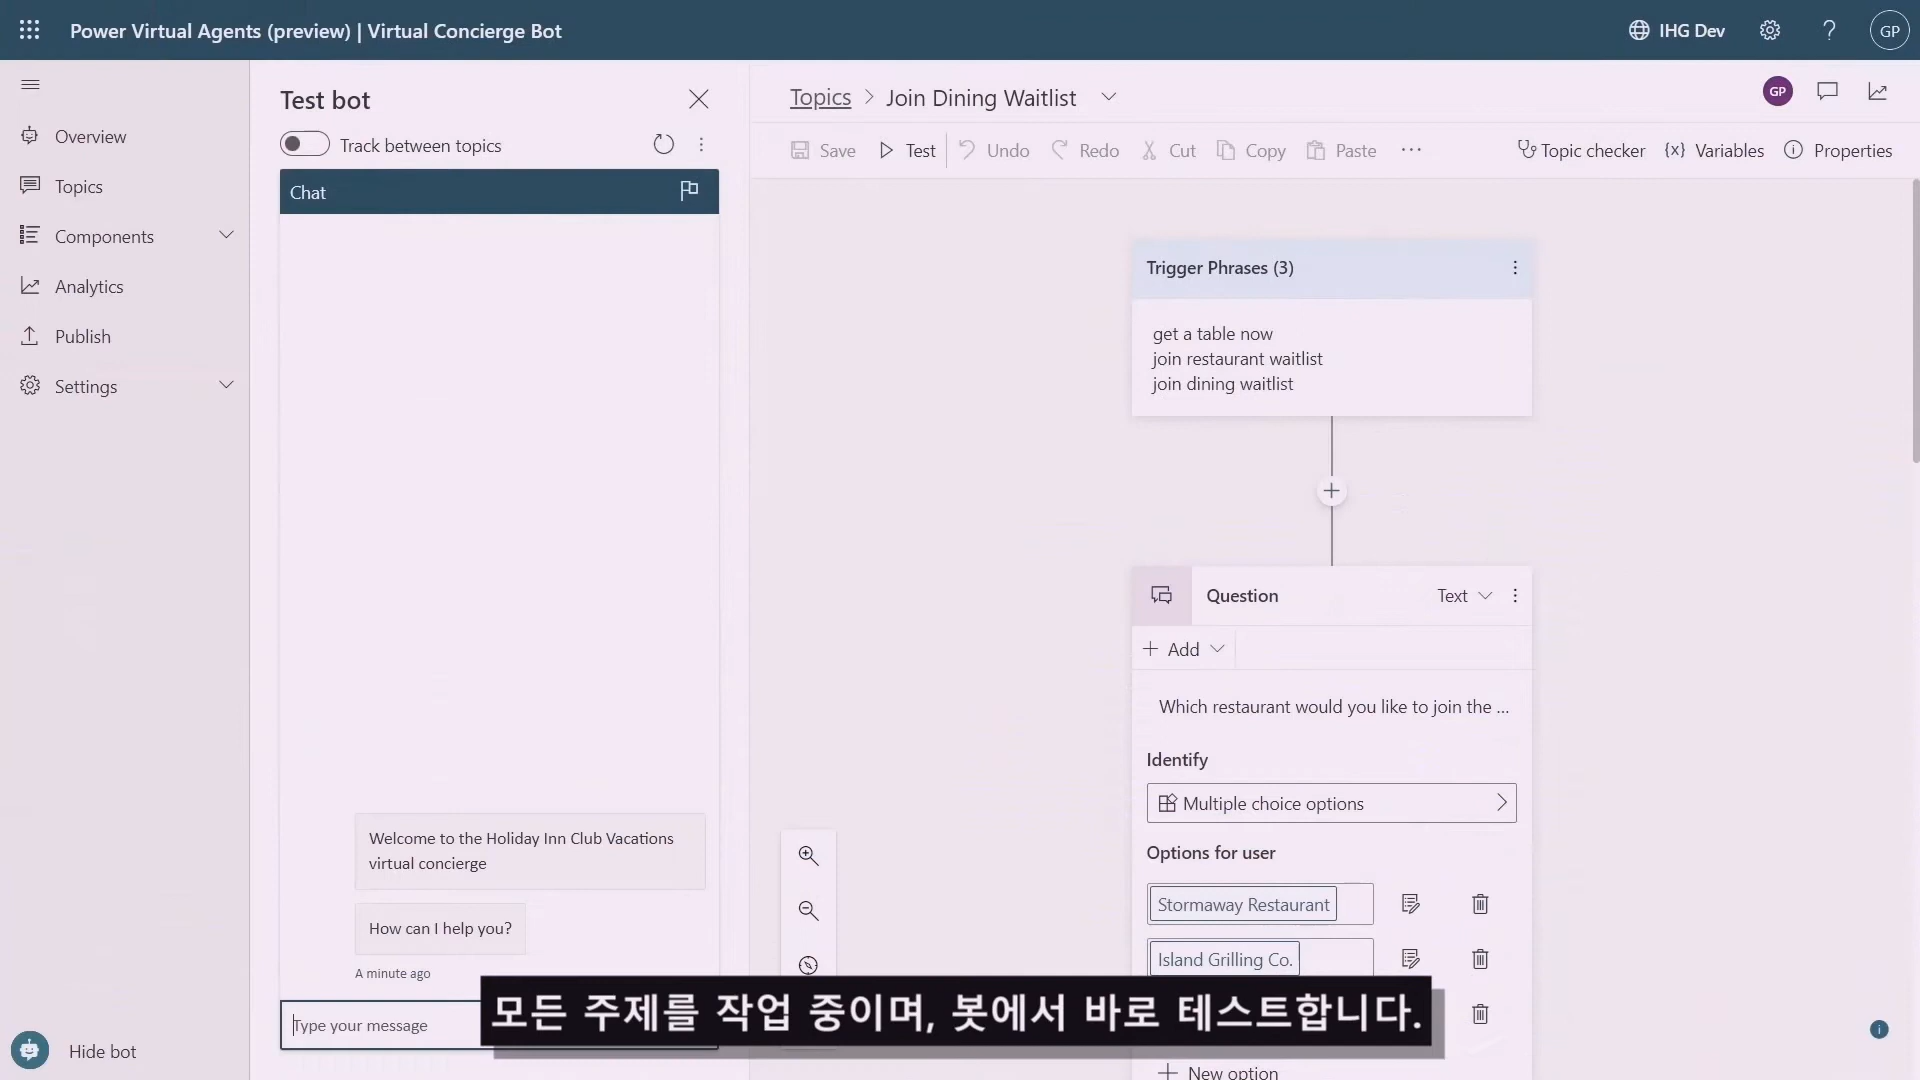 Power Virtual Agents (preview) | Virtual Concierge Bot
IHG Dev
GP
Overview
Topics
Components
Analytics
Publish
Settings
Hide bot
Test bot
Track between topics
Chat
Welcome to the Holiday Inn Club Vacations
virtual concierge
How can I help you?
A minute ago
Type your message
Topics > Join Dining Waitlist
GP
Save Test Undo Redo Cut Copy Paste ...
Topic checker {x} Variables Properties
Trigger Phrases (3)
get a table now
join restaurant waitlist
join dining waitlist
Question
Text
+ Add
Which restaurant would you like to join the ...
Identify
Multiple choice options
Options for user
Stormaway Restaurant
Island Grilling Co.
+ New option
모든 주제를 작업 중이며, 봇에서 바로 테스트합니다.